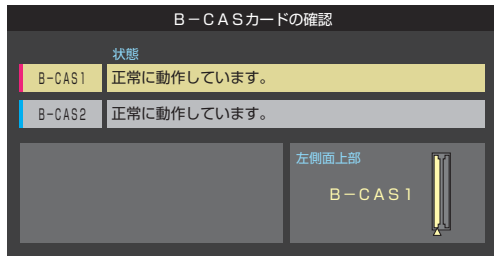 B－CASカードの確認
状態
B-CAS1 正常に動作しています。
B-CAS2 正常に動作しています。
左側面上部
B－CAS1